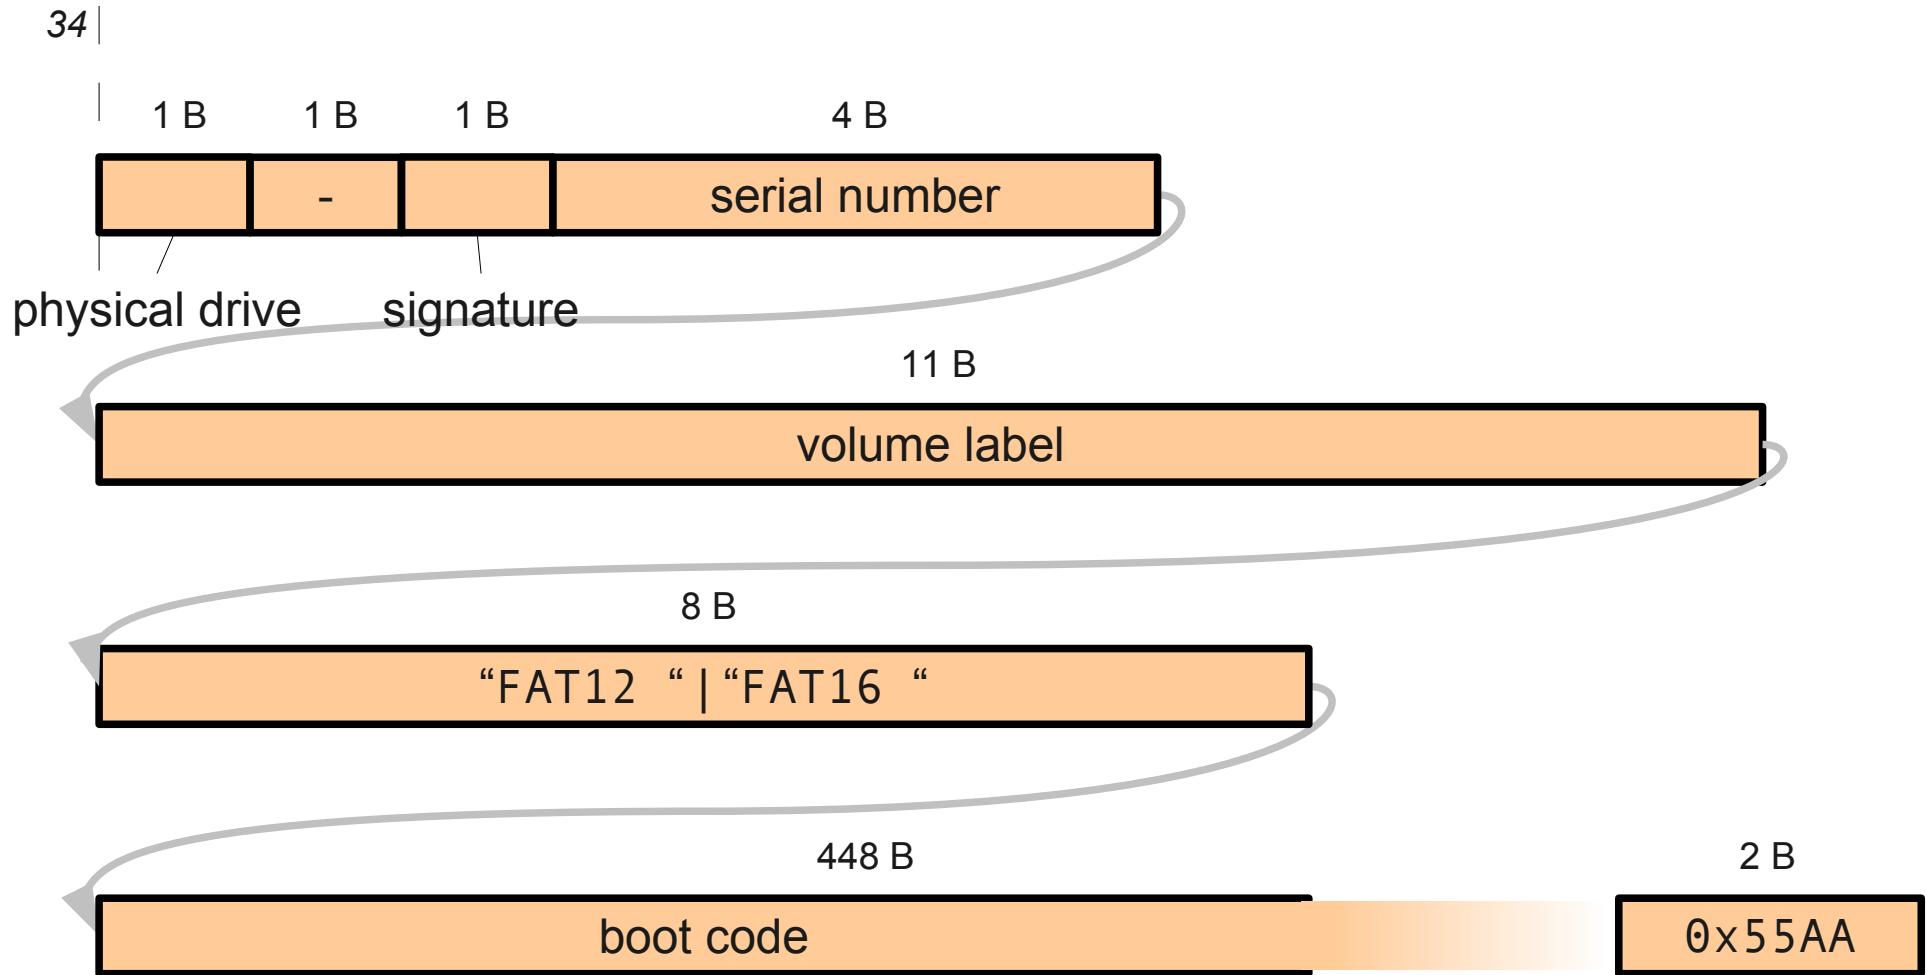 34
1 B 1 B 1 B 4 B
- serial number
physical drive signature
11 B
volume label
8 B
“FAT12 “|“FAT16 “
448 B 2 B
boot code 0x55AA